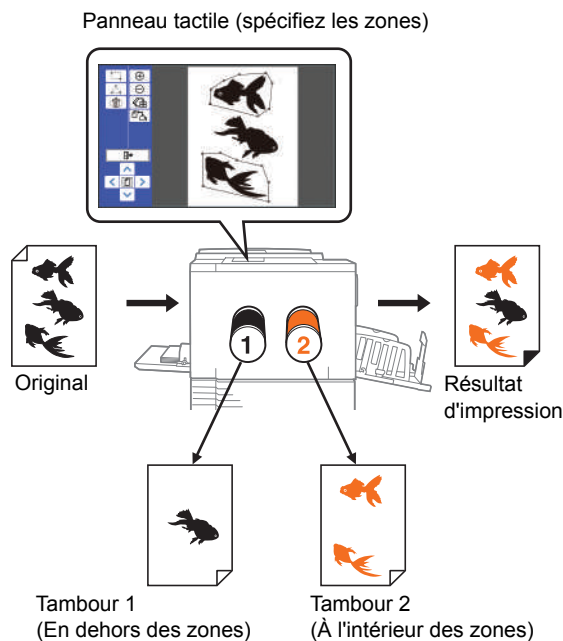 Panneau tactile (spécifiez les zones)
Original
1
2
Résultat
d'impression
Tambour 1
(En dehors des zones)
Tambour 2
(À l'intérieur des zones)